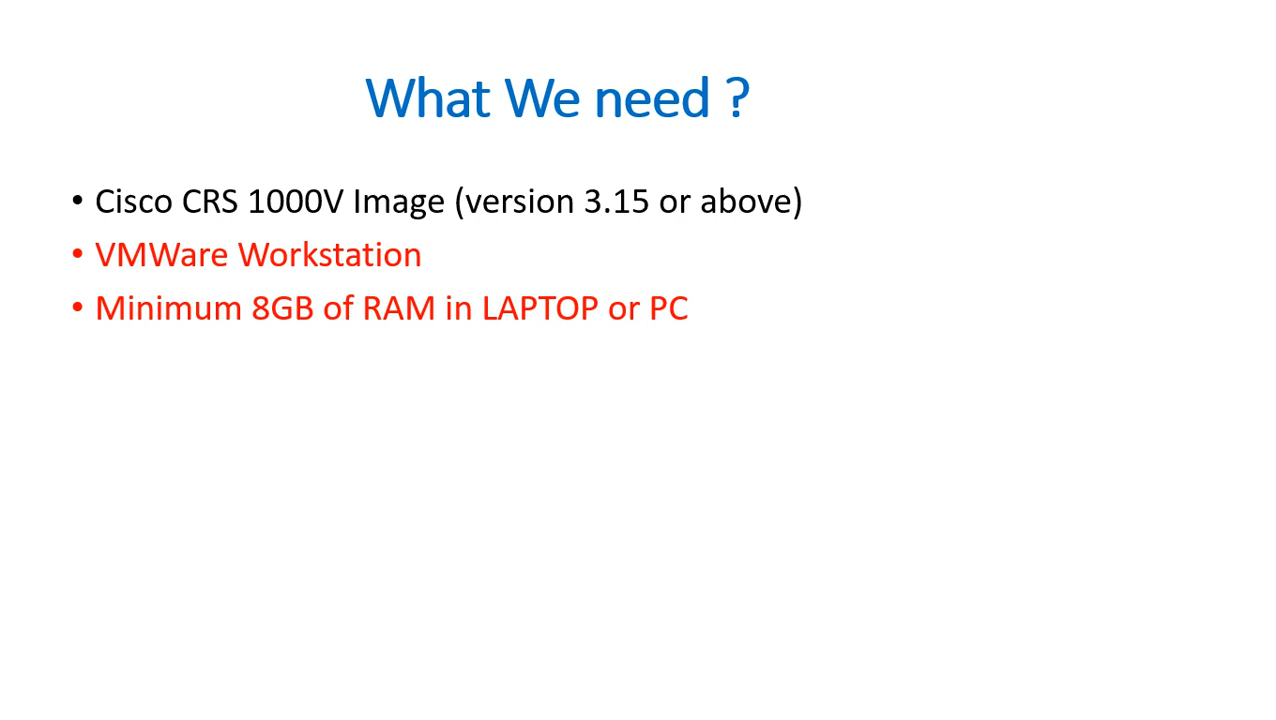 What We need ?
• Cisco CRS 1000V Image (version 3.15 or above)
• VMWare Workstation
• Minimum 8GB of RAM in LAPTOP or PC